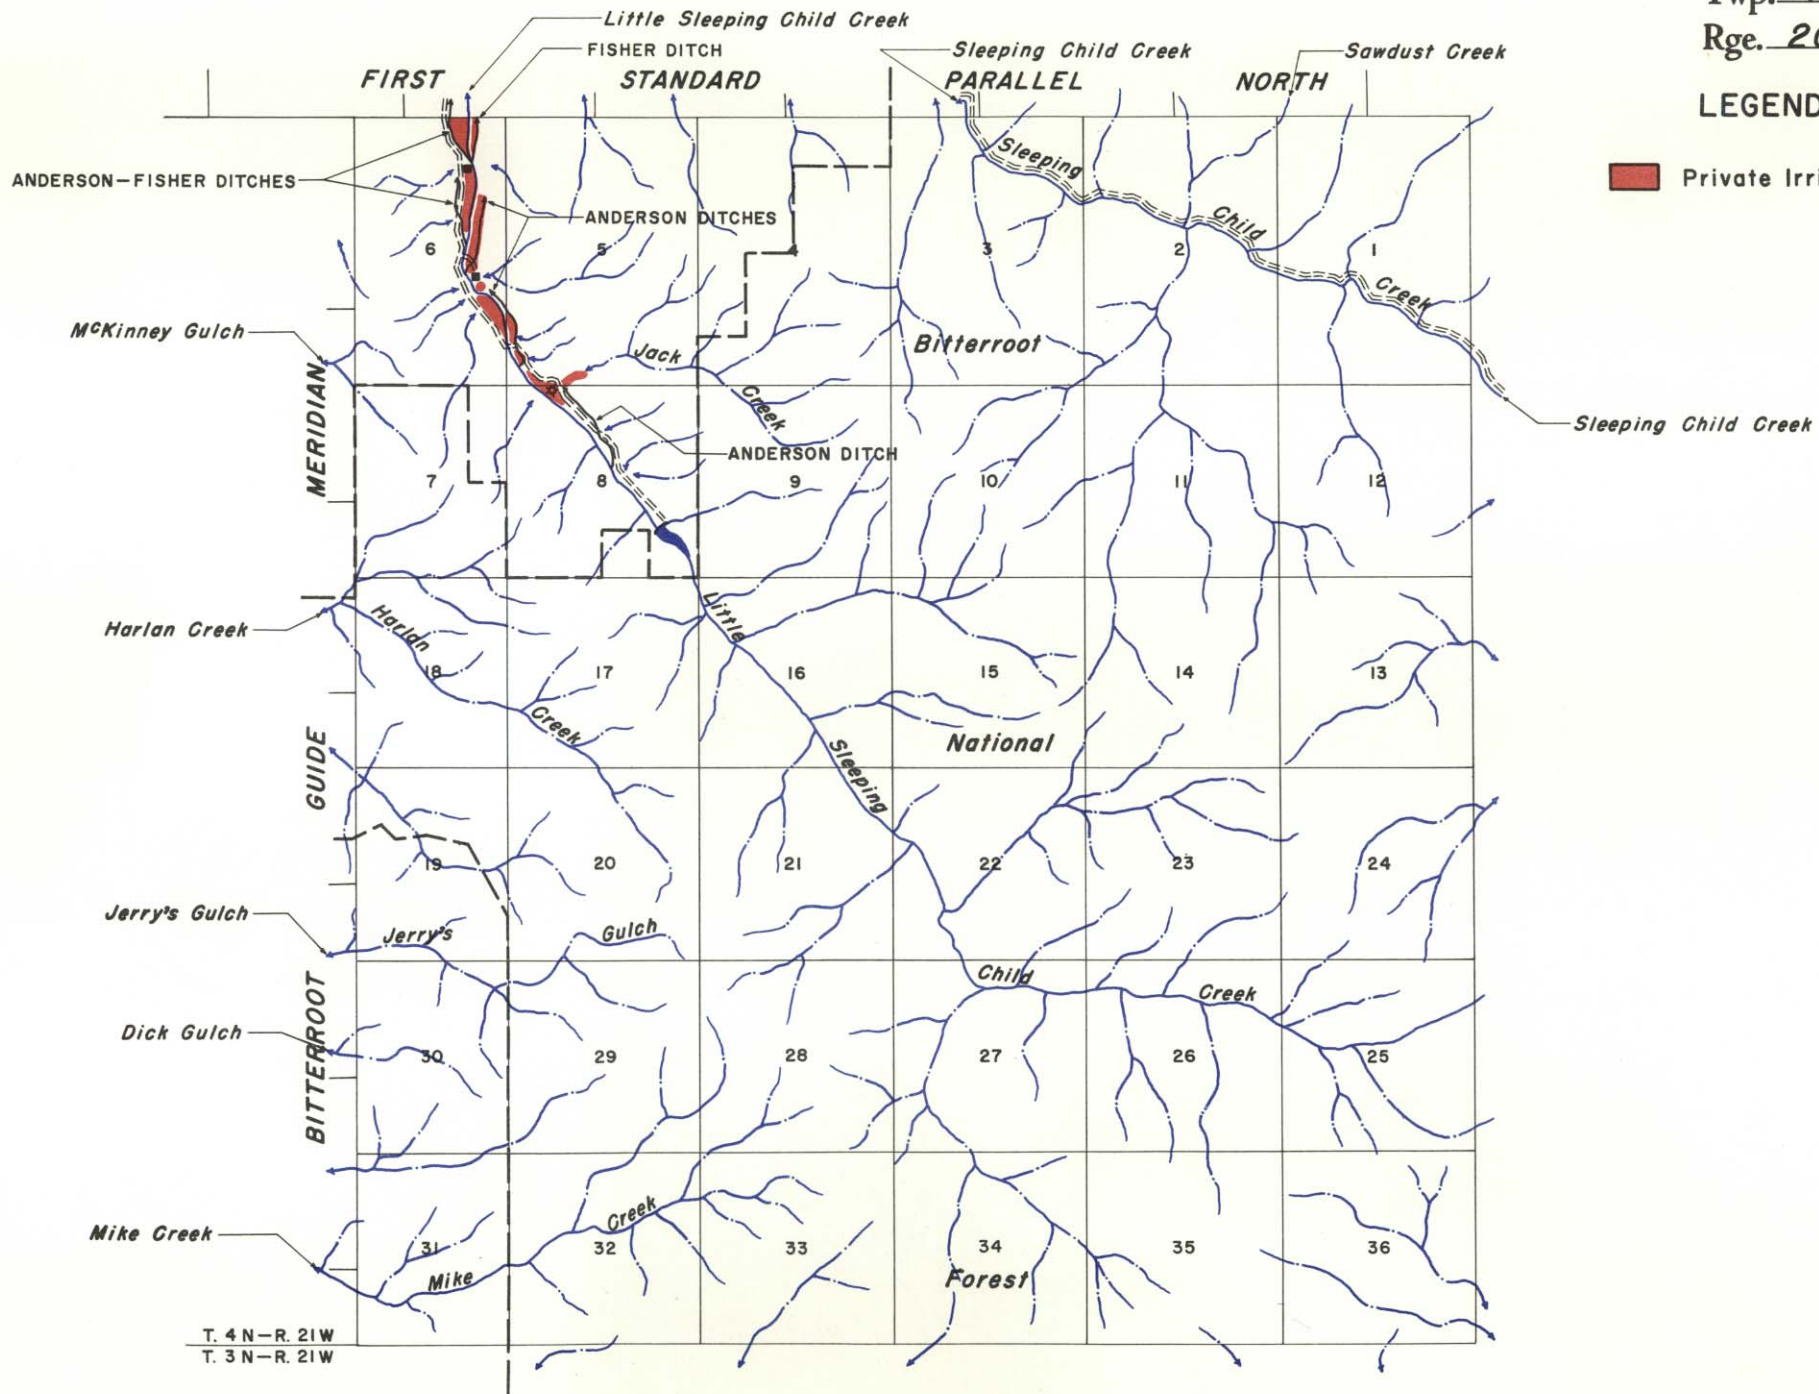 Little Sleeping Child Creek
FISHER DITCH
Sleeping Child Creek
Sawdust Creek
Rge. 
LEGEND
FIRST STANDARD PARALLEL NORTH
ANDERSON—FISHER DITCHES
Private
Sleeping
ANDERSON DITCHES
Child
6
5
4
3
2
1
Creek
McKinney Gulch
Jack
Creek
Bitterroot
Sleeping Child Creek
ANDERSON DITCH
MERIDIAN
7
8
9
10
11
12
Harlan Creek
Harlan
Little
18
17
16
15
14
13
Creek
Sleeping
National
GUIDE
19
20
21
22
23
24
Jerry's Gulch
Jerry's
Gulch
Child
Creek
Dick Gulch
BITTERROOT
30
29
28
27
26
25
Mike Creek
Creek
31
32
33
34
35
36
Mike
Forest
T. 4 N—R. 21W
T. 3 N—R. 21W